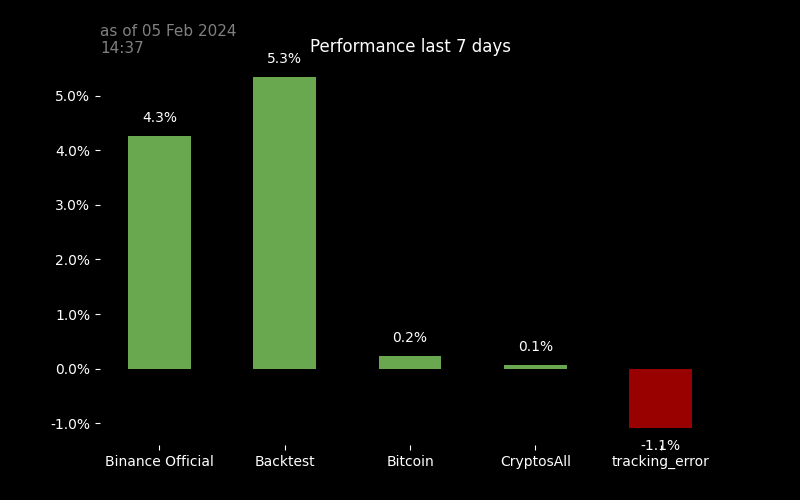 as of 05 Feb 2024
14:37
Performance last 7 days
5.3%
4.3%
0.2%
0.1%
-1.1%
5.0%
4.0%
3.0%
2.0%
1.0%
0.0%
-1.0%
Binance Official
Backtest
Bitcoin
CryptosAll
tracking_error